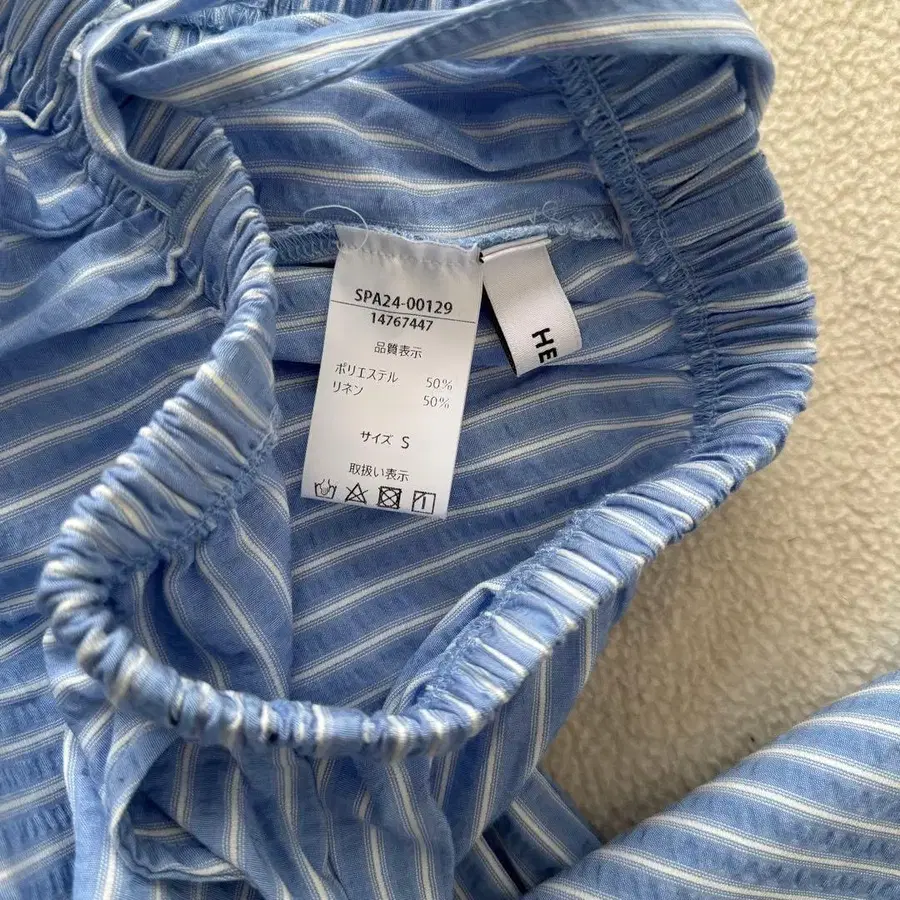 SPA24-00129
14767447
品質表示
ポリエステル 50%
リネン 50%
サイズ S
取扱い表示
HE